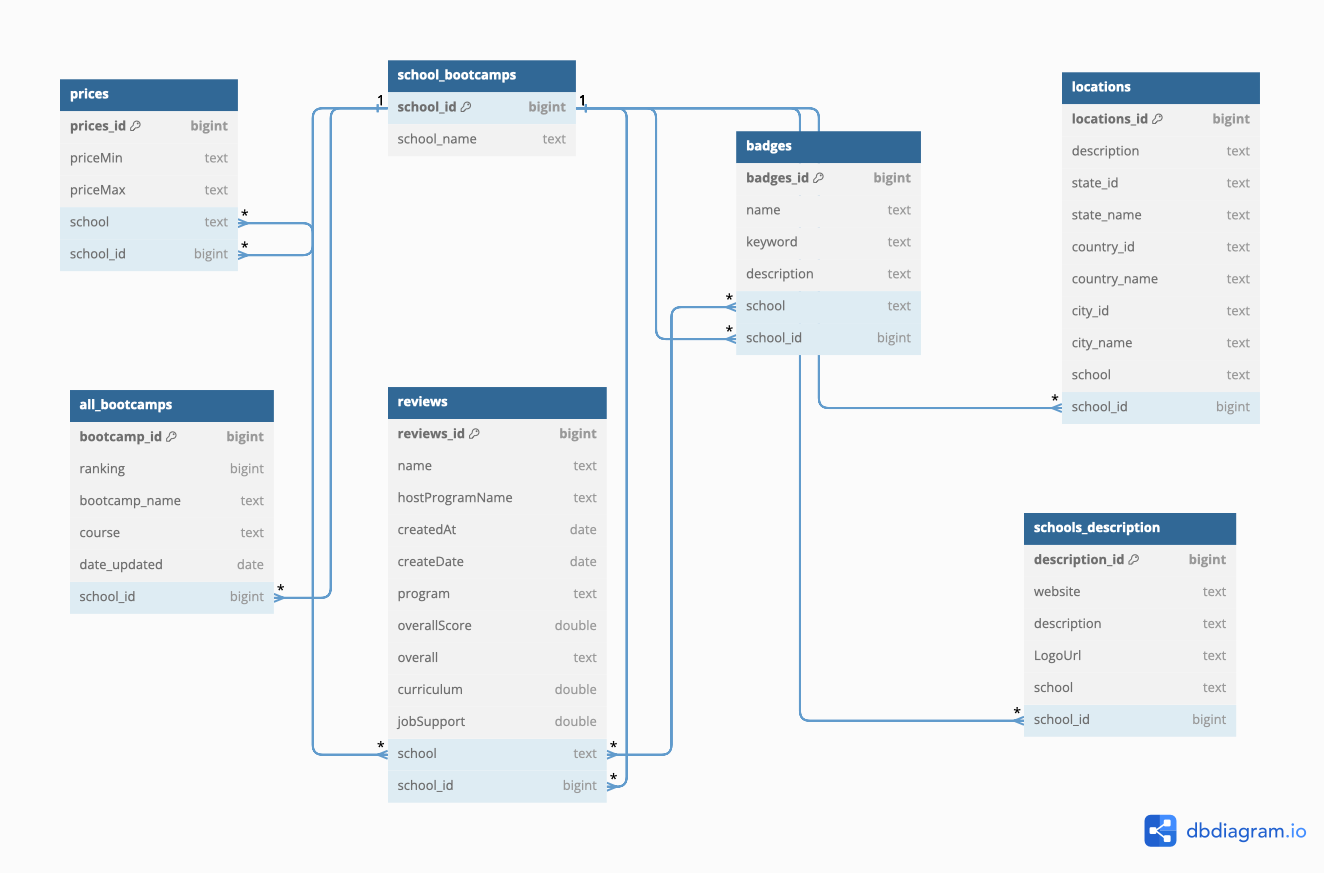 prices
prices_id bigint
priceMin text
priceMax text
school text *
school_id bigint *
school_bootcamps
1 school_id bigint 1
school_name text
badges
badges_id bigint
name text
keyword text
description text
* school text
* school_id bigint
locations
locations_id bigint
description text
state_id text
state_name text
country_id text
country_name text
city_id text
city_name text
school text
* school_id bigint
all_bootcamps
bootcamp_id bigint
ranking bigint
bootcamp_name text
course text
date_updated date
school_id bigint *
reviews
reviews_id bigint
name text
hostProgramName text
createdAt date
createDate date
program text
overallScore double
overall text
curriculum double
jobSupport double
* school text *
school_id bigint *
schools_description
description_id bigint
website text
description text
LogoUrl text
school text
* school_id bigint
dbdiagram.io